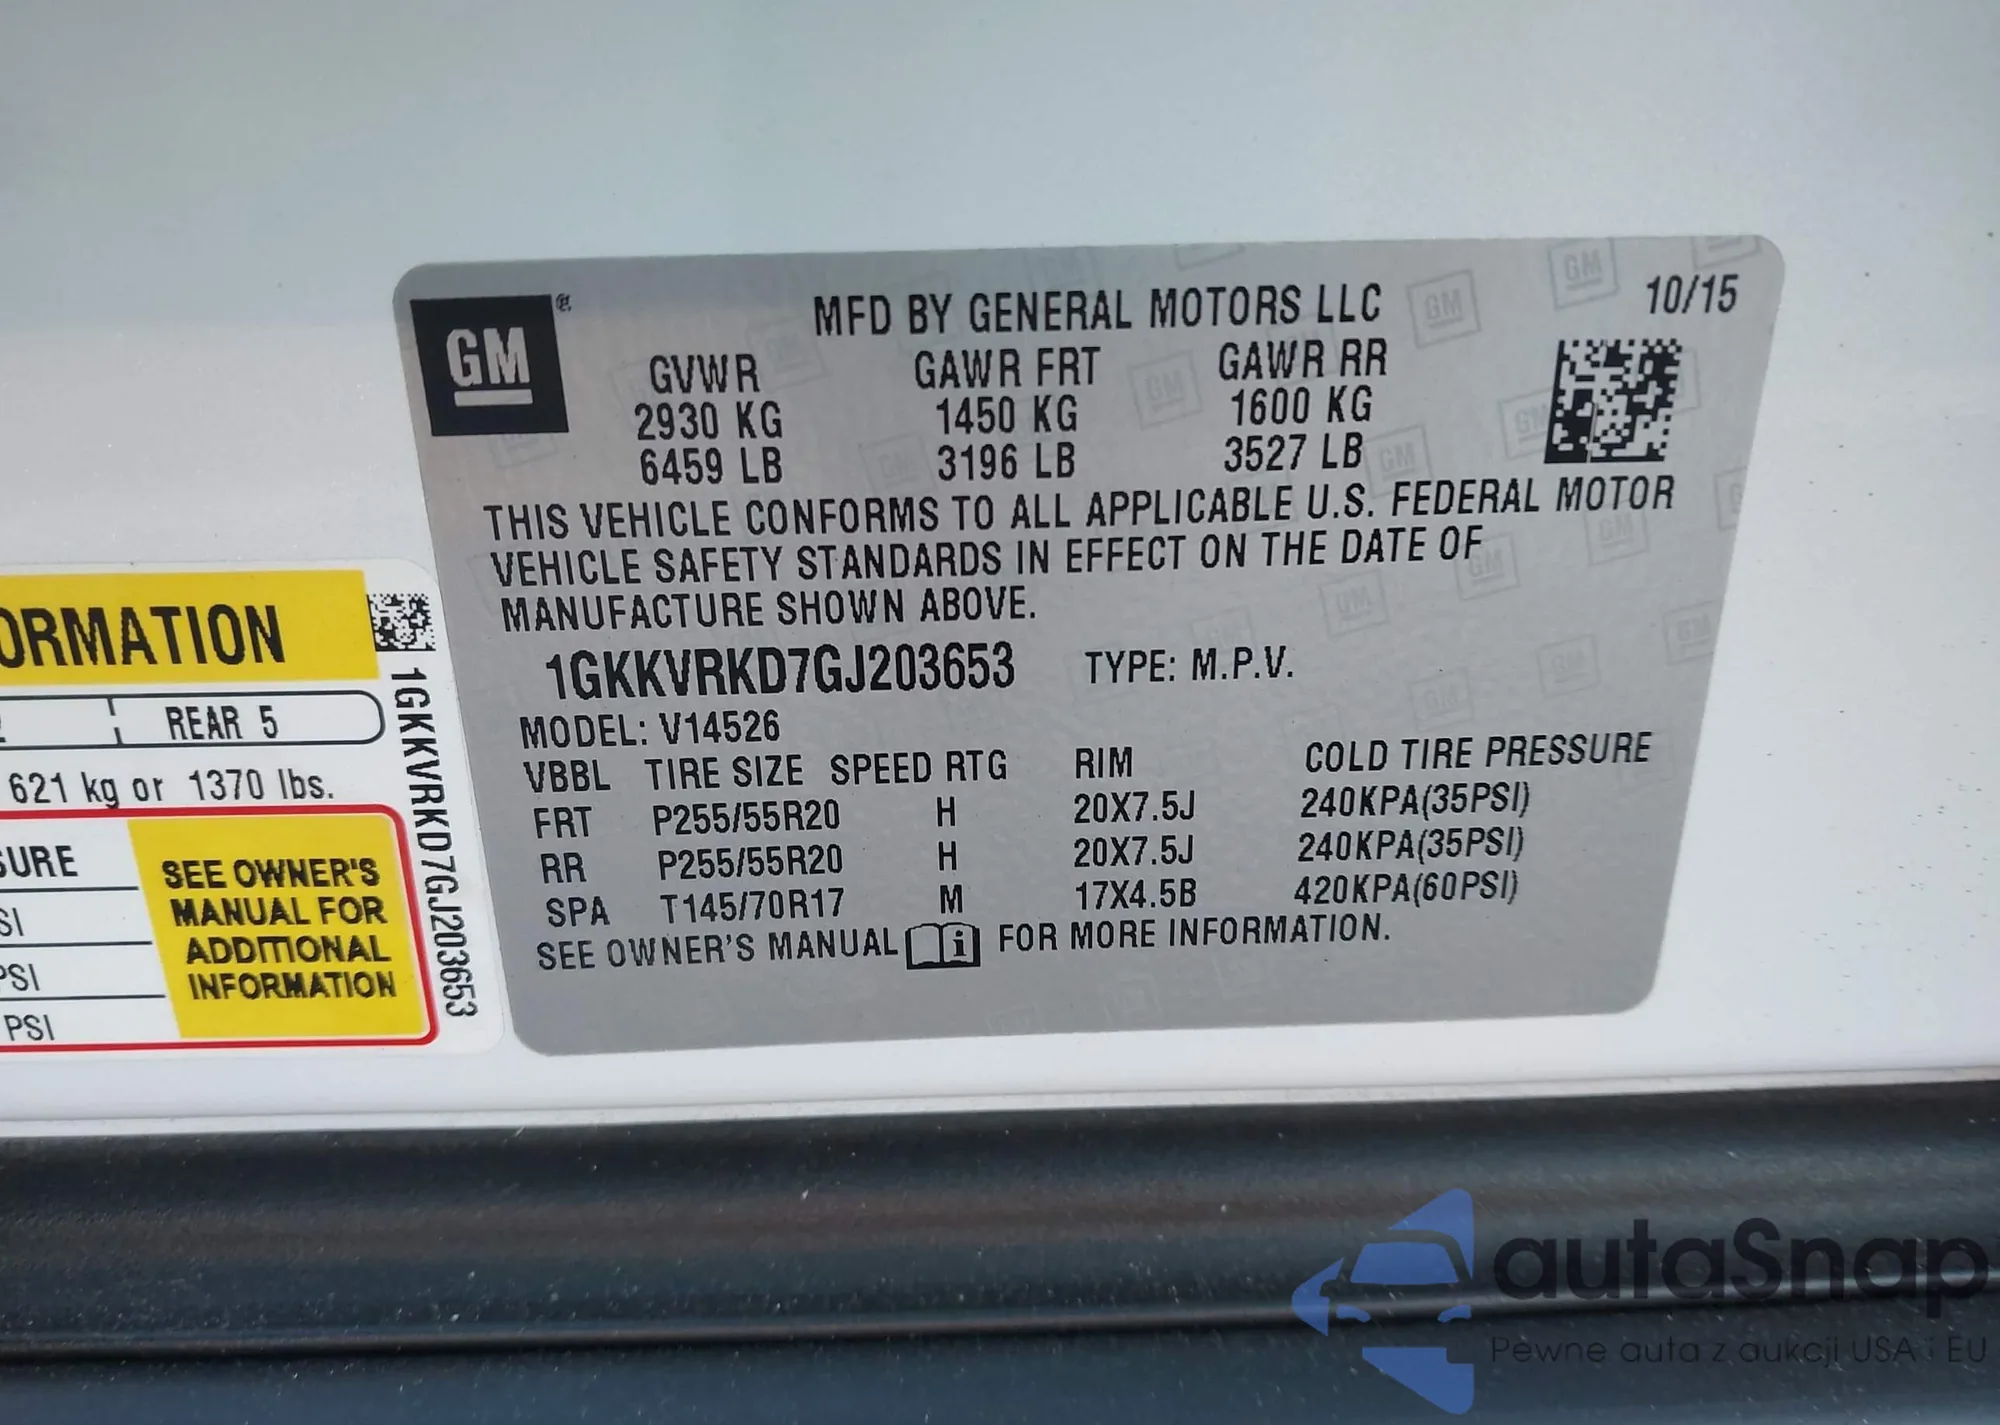 GM
MFD BY GENERAL MOTORS LLC
10/15
GVWR GAWR FRT GAWR RR
2930 KG 1450 KG 1600 KG
6459 LB 3196 LB 3527 LB
THIS VEHICLE CONFORMS TO ALL APPLICABLE U.S. FEDERAL MOTOR
VEHICLE SAFETY STANDARDS IN EFFECT ON THE DATE OF
MANUFACTURE SHOWN ABOVE.
1GKKVRKD7GJ203653 TYPE: M.P.V.
MODEL: V14526
VBBL TIRE SIZE SPEED RTG RIM COLD TIRE PRESSURE
FRT P255/55R20 H 20X7.5J 240KPA(35PSI)
RR P255/55R20 H 20X7.5J 240KPA(35PSI)
SPA T145/70R17 M 17X4.5B 420KPA(60PSI)
SEE OWNER'S MANUAL i FOR MORE INFORMATION.
ORMATION
REAR 5
621 kg or 1370 lbs.
SURE
SI
PSI
PSI
SEE OWNER'S
MANUAL FOR
ADDITIONAL
INFORMATION
1GKKVRKD7GJ203653
autaSnap
Pewne auta z aukcji USA i EU